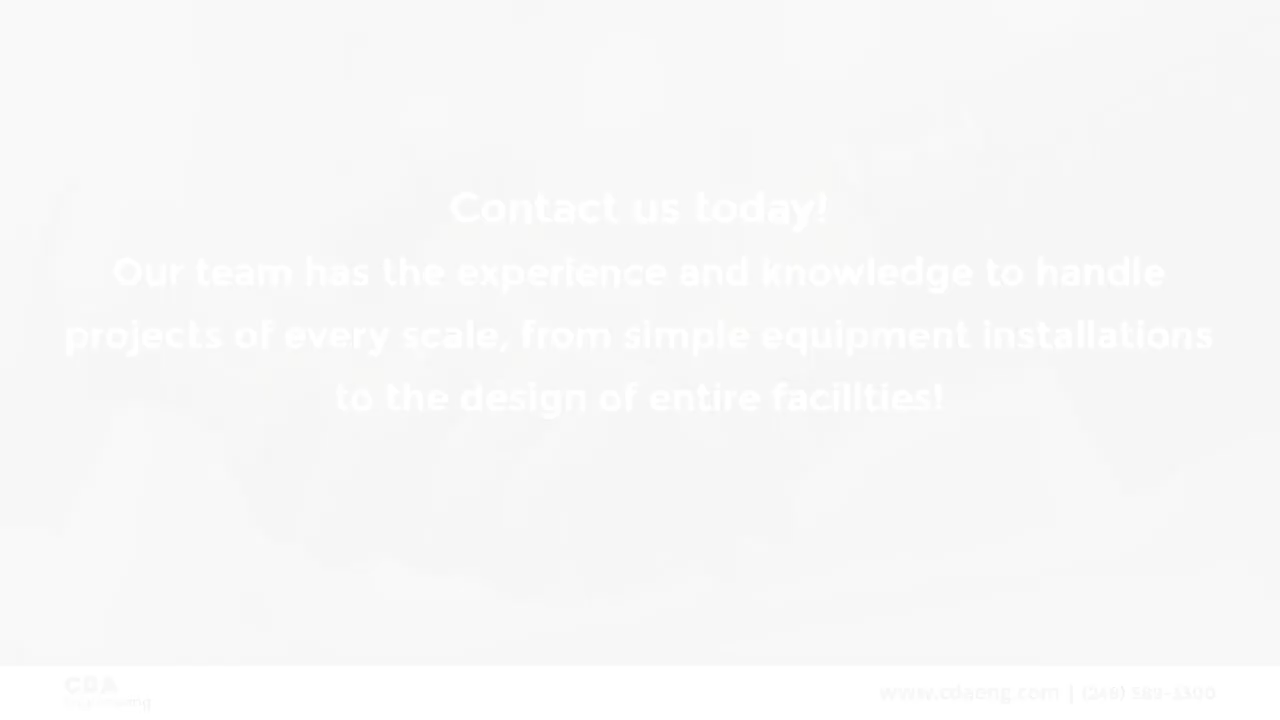 Contact us today!
Our team has the experience and knowledge to handle
projects of every scale, from simple equipment installations
to the design of entire facilities!
CDA
www.cdaeng.com |